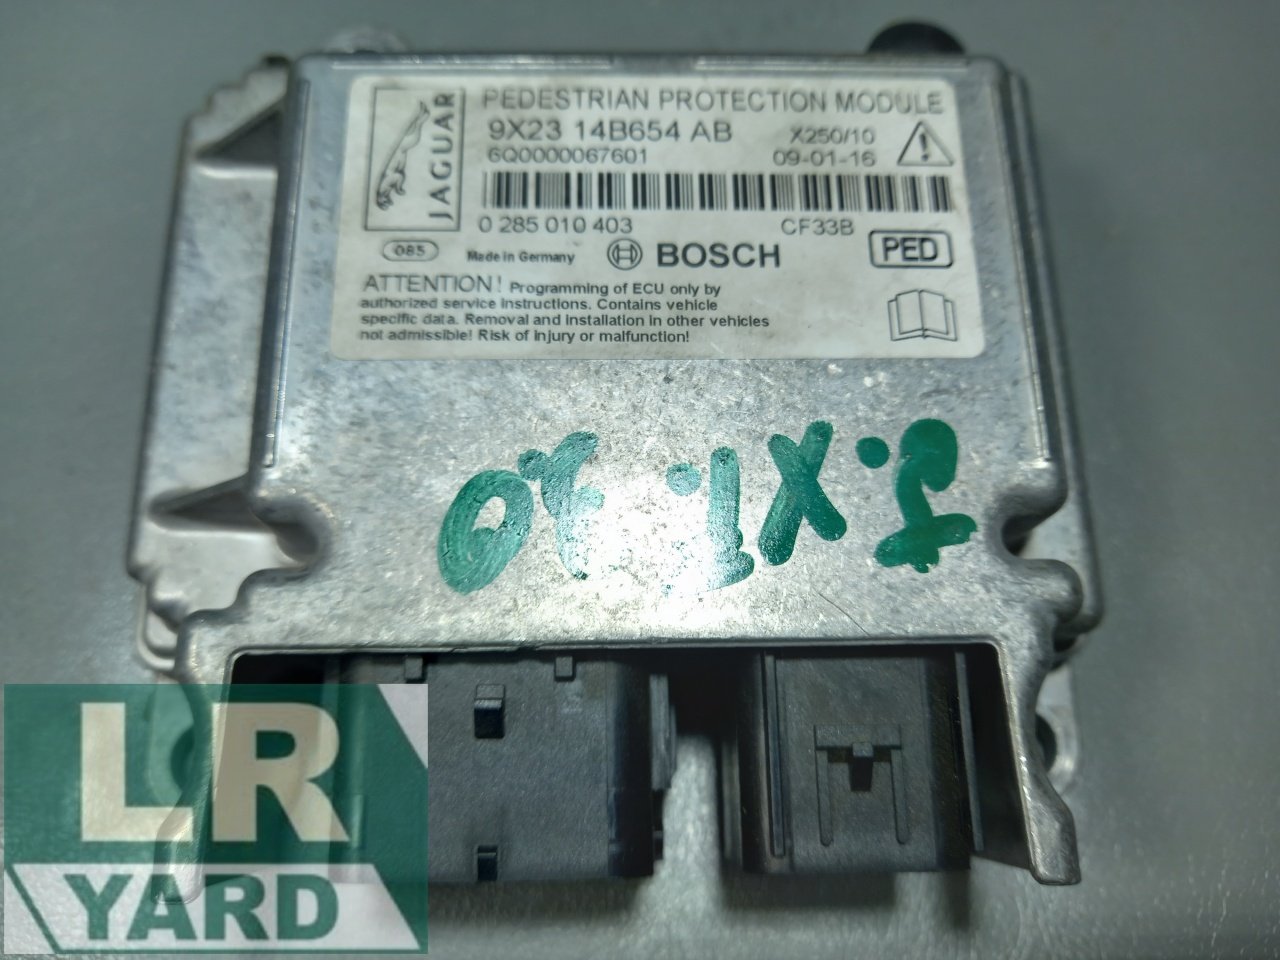 PEDESTRIAN PROTECTION MODULE
JAGUAR
9X23 14B654 AB
X250/10
6Q0000067601
09-01-16
0 285 010 403
CF33B
085
Made in Germany
BOSCH
PED
ATTENTION! Programming of ECU only by
authorized service instructions. Contains vehicle
specific data. Removal and installation in other vehicles
not admissible! Risk of injury or malfunction!
LR
YARD